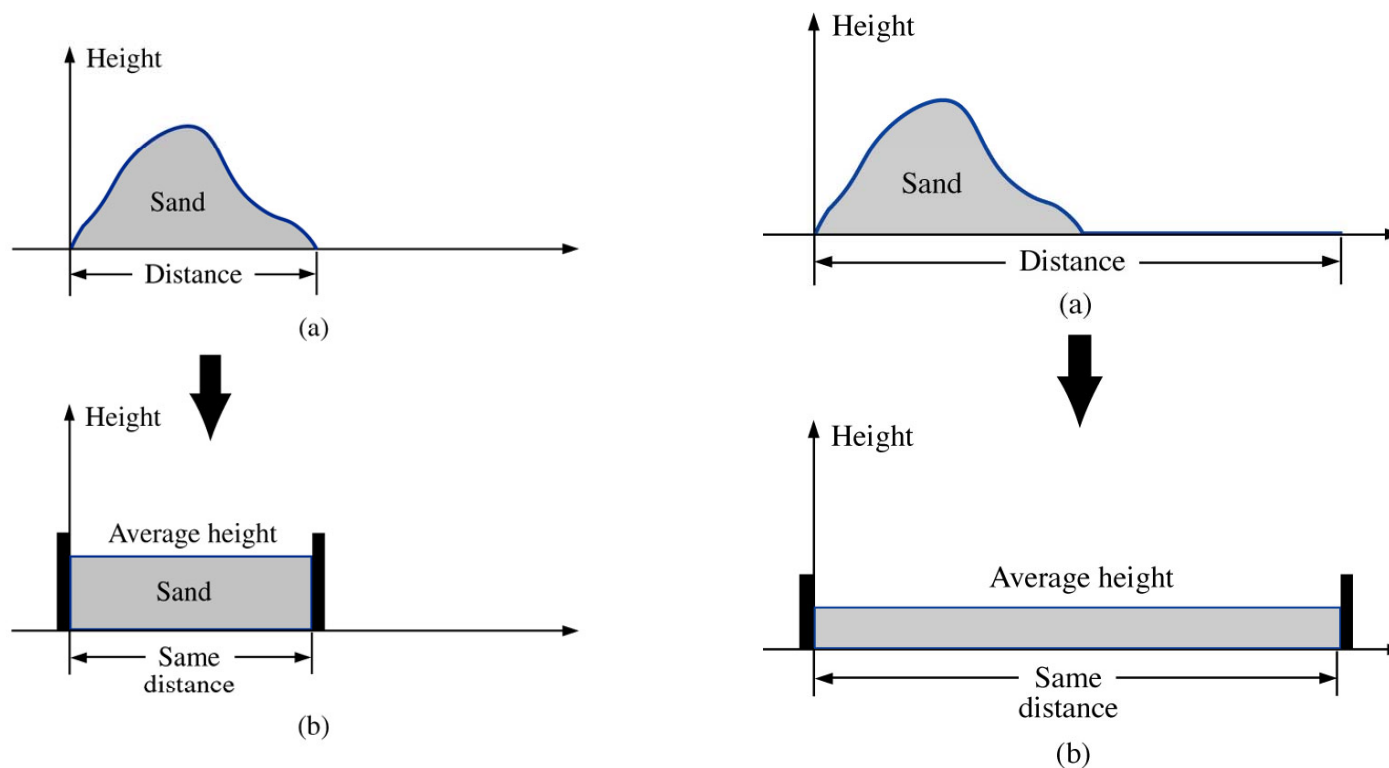 Height
Sand
Distance
(a)
Height
Average height
Sand
Same
distance
(b)
Height
Sand
Distance
(a)
Height
Average height
Same
distance
(b)